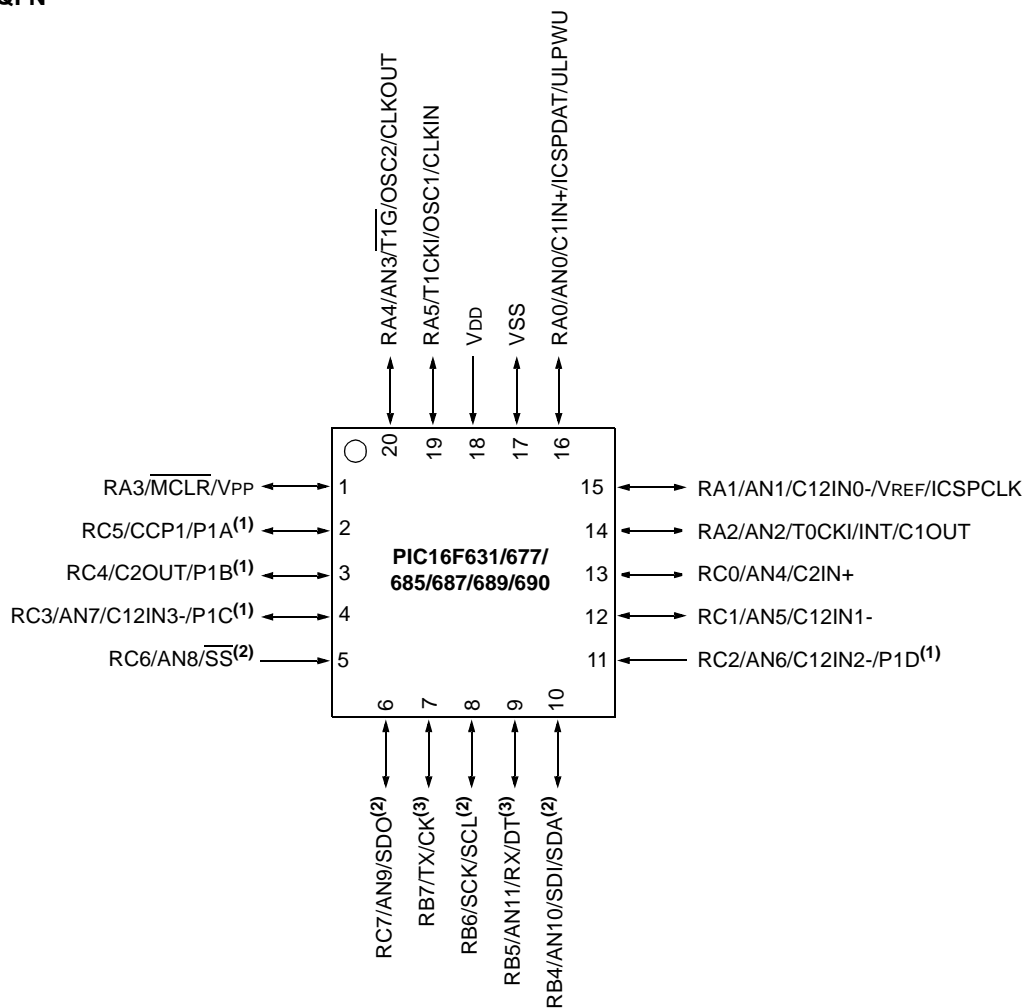 RA4/AN3/T1G/OSC2/CLKOUT
RA5/T1CKI/OSC1/CLKIN
VDD
VSS
RA0/AN0/C1IN+/ICSPDAT/ULPWU
20
19
18
17
16
RA3/MCLR/VPP
1
RC5/CCP1/P1A(1)
2
RC4/C2OUT/P1B(1)
3
RC3/AN7/C12IN3-/P1C(1)
4
RC6/AN8/SS(2)
5
PIC16F631/677/
685/687/689/690
15
RA1/AN1/C12IN0-/VREF/ICSPCLK
14
RA2/AN2/T0CKI/INT/C1OUT
13
RC0/AN4/C2IN+
12
RC1/AN5/C12IN1-
11
RC2/AN6/C12IN2-/P1D(1)
6
7
8
9
10
RC7/AN9/SDO(2)
RB7/TX/CK(3)
RB6/SCK/SCL(2)
RB5/AN11/RX/DT(3)
RB4/AN10/SDI/SDA(2)